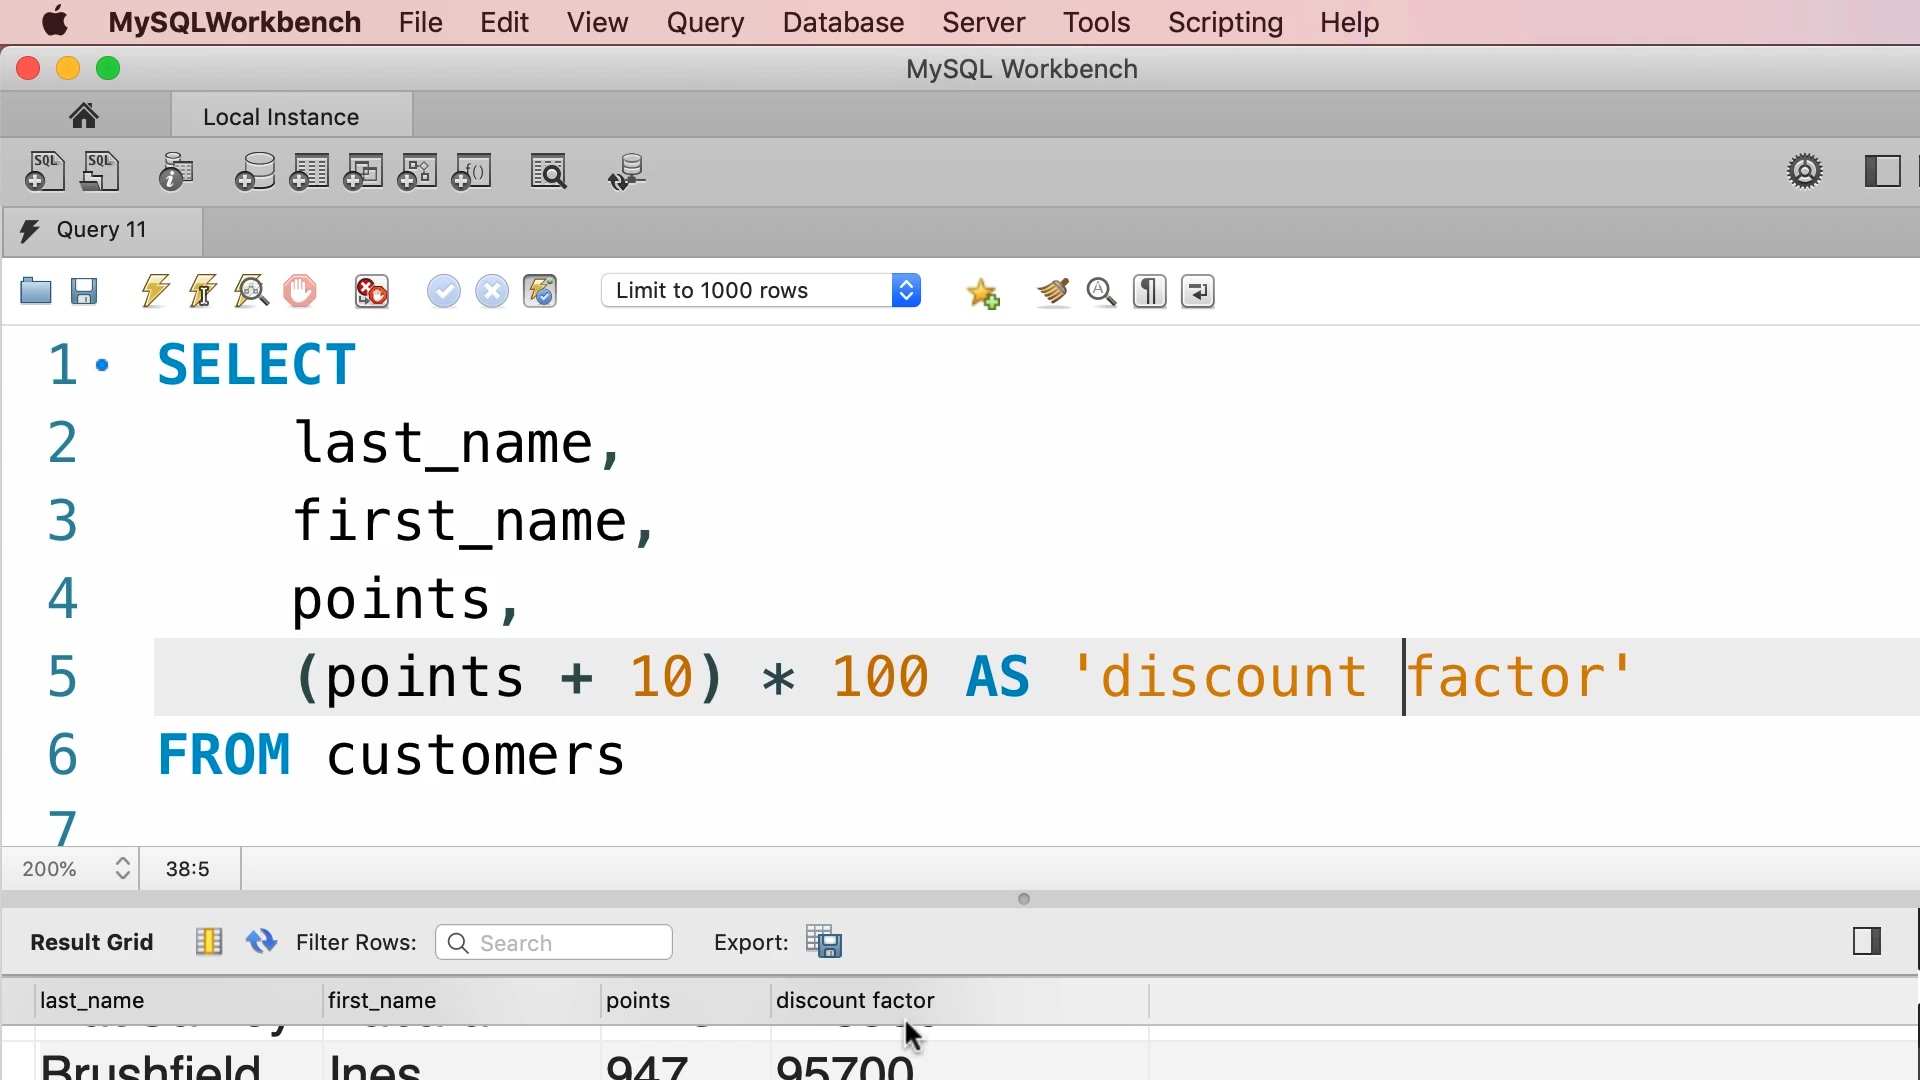 MySQLWorkbench File Edit View Query Database Server Tools Scripting Help
MySQL Workbench
Local Instance
SQL SQL
Query 11
Limit to 1000 rows
1 SELECT
2 last_name,
3 first_name,
4 points,
5 (points + 10) * 100 AS 'discount factor'
6 FROM customers
7
200% 38:5
Result Grid Filter Rows: Search Export:
last_name first_name points discount factor
Brushfield Ines 947 95700